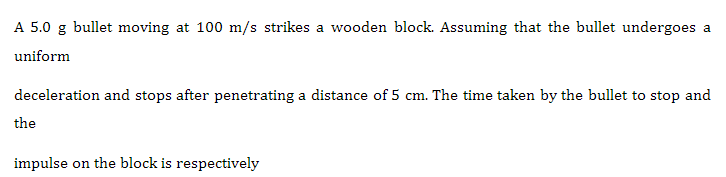 A 5.0 g bullet moving at 100 m/s strikes a wooden block. Assuming that the bullet undergoes a
uniform
deceleration and stops after penetrating a distance of 5 cm. The time taken by the bullet to stop and
the
impulse on the block is respectively